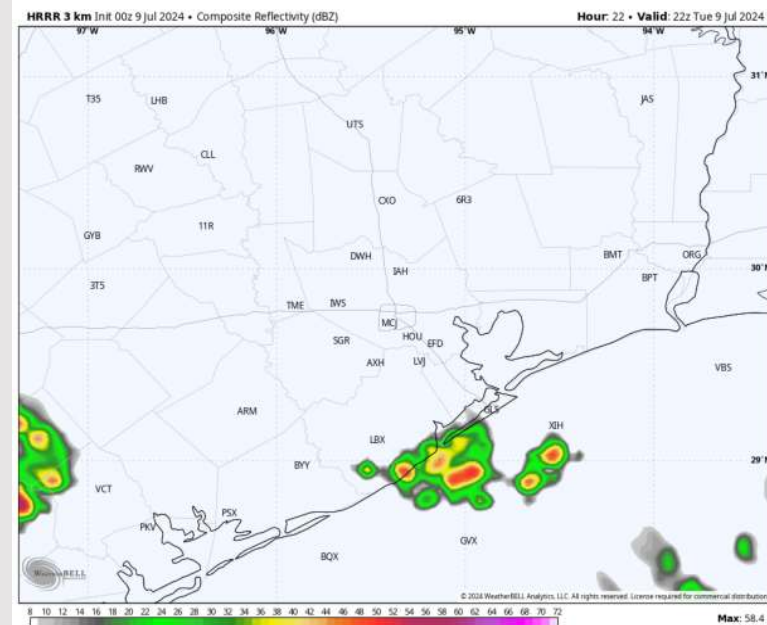 HRRR 3 km Init 00z 9 Jul 2024 • Composite Reflectivity (dBZ) Hour: 22 • Valid: 22z Tue 9 Jul 2024
97°W 96°W 95°W 94°W
31°N
T35 LHB JAS
UTS
CLL
RWV
CXO 6R3
11R
GYB
DWH BMT ORG
IAH 30°N
3T5 BPT
TME IWS
MCJ
SGR HOU EFD
AXH LVJ VBS
ARM GLS
XIH
LBX
BYY 29°N
VCT
PSX
PKV
GVX
BQX
WeatherBELL
© 2024 WeatherBELL Analytics, LLC. All rights reserved. License required for commercial distribution
8 10 12 14 16 18 20 22 24 26 28 30 32 34 36 38 40 42 44 46 48 50 52 54 56 58 60 62 64 66 68 70 72
Max: 58.4